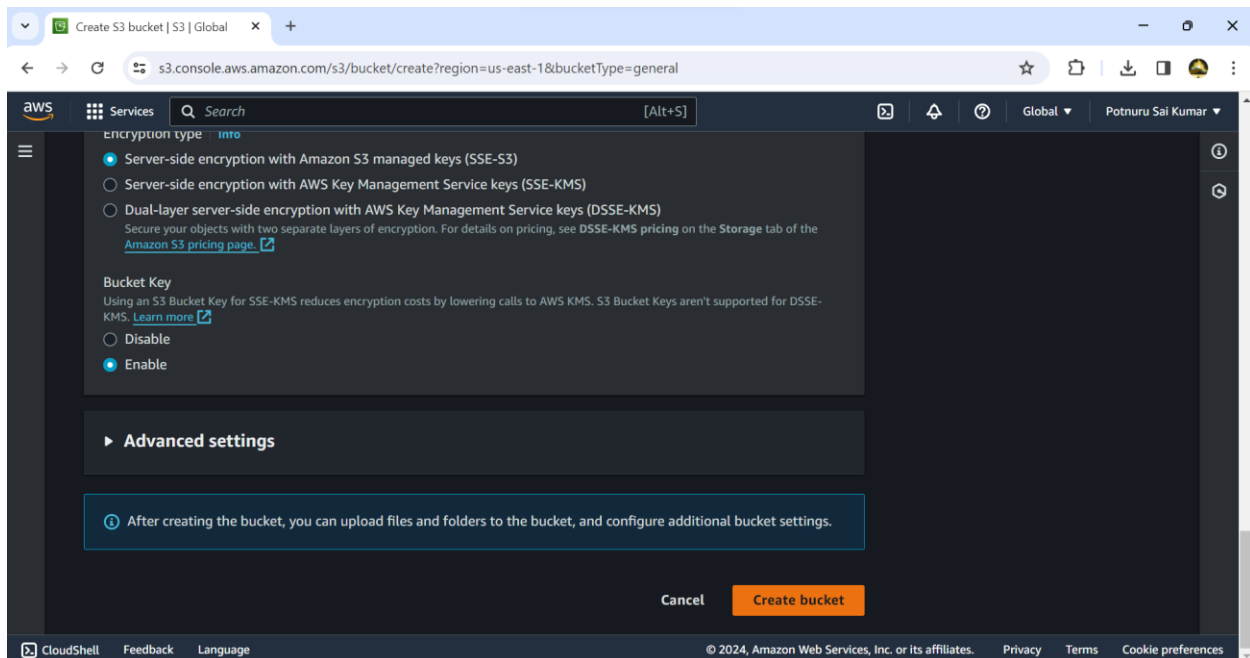 Create S3 bucket | S3 | Global
s3.console.aws.amazon.com/s3/bucket/create?region=us-east-1&bucketType=general
aws Services Search [Alt+S] Global Potnuru Sai Kumar
Encryption type Info
Server-side encryption with Amazon S3 managed keys (SSE-S3)
Server-side encryption with AWS Key Management Service keys (SSE-KMS)
Dual-layer server-side encryption with AWS Key Management Service keys (DSSE-KMS)
Secure your objects with two separate layers of encryption. For details on pricing, see DSSE-KMS pricing on the Storage tab of the
Amazon S3 pricing page.
Bucket Key
Using an S3 Bucket Key for SSE-KMS reduces encryption costs by lowering calls to AWS KMS. S3 Bucket Keys aren't supported for DSSE-
KMS. Learn more
Disable
Enable
Advanced settings
After creating the bucket, you can upload files and folders to the bucket, and configure additional bucket settings.
Cancel Create bucket
CloudShell Feedback Language © 2024, Amazon Web Services, Inc. or its affiliates. Privacy Terms Cookie preferences